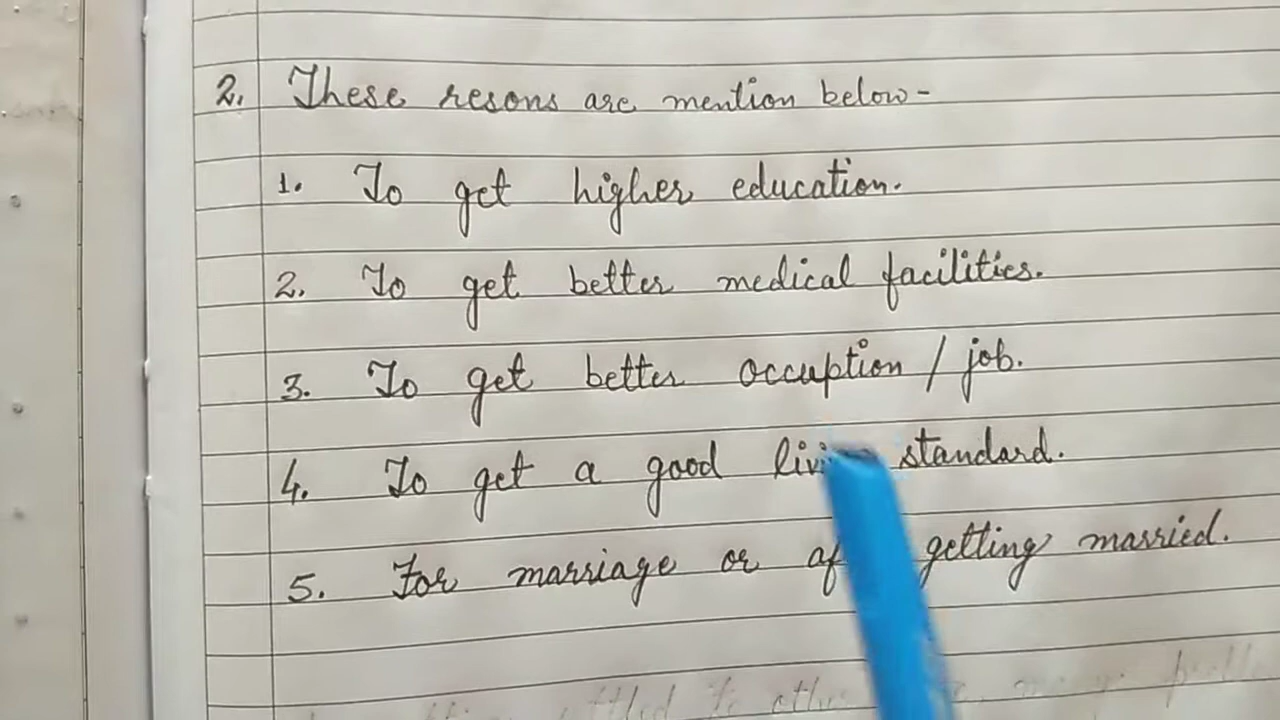 2. These resons are mention below-
1. To get higher education.
2. To get better medical facilities.
3. To get better occuption / job.
4. To get a good standard.
5. For marriage or getting married.